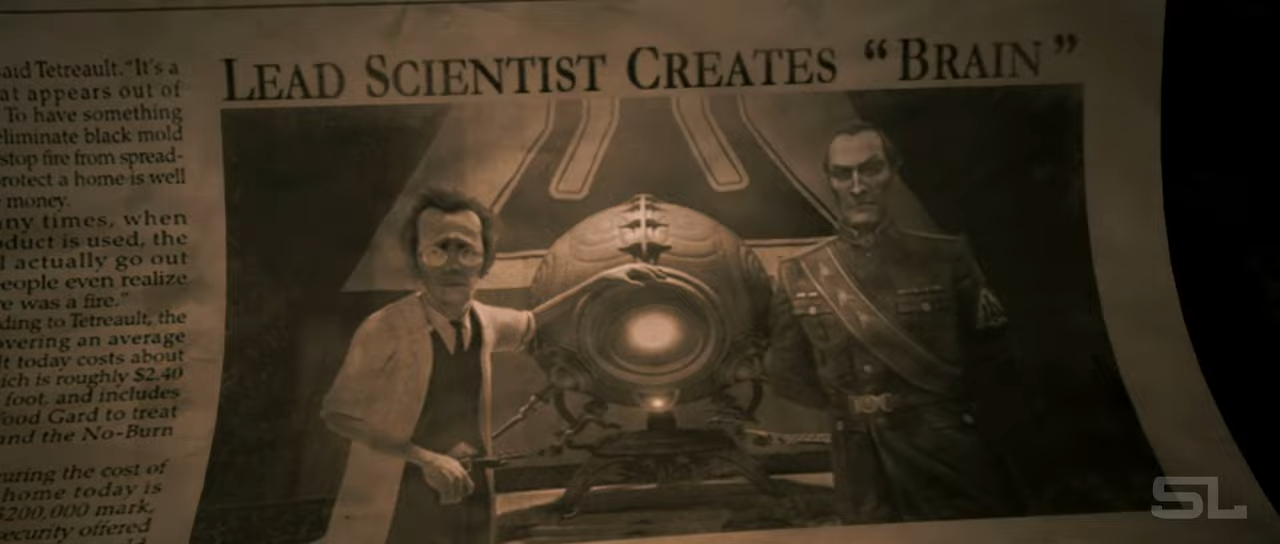 LEAD SCIENTIST CREATES “BRAIN”
said Tetreault. “It's a
at appears out of
To have something
eliminate black mold
stop fire from spread-
protect a home is well
money.
any times, when
oduct is used, the
l actually go out
eople even realize
re was a fire.”
ding to Tetreault, the
overing an average
lt today costs about
ich is roughly $2.40
foot, and includes
ood Gard to treat
and the No-Burn
uring the cost of
home today is
$200,000 mark,
security offered
SL